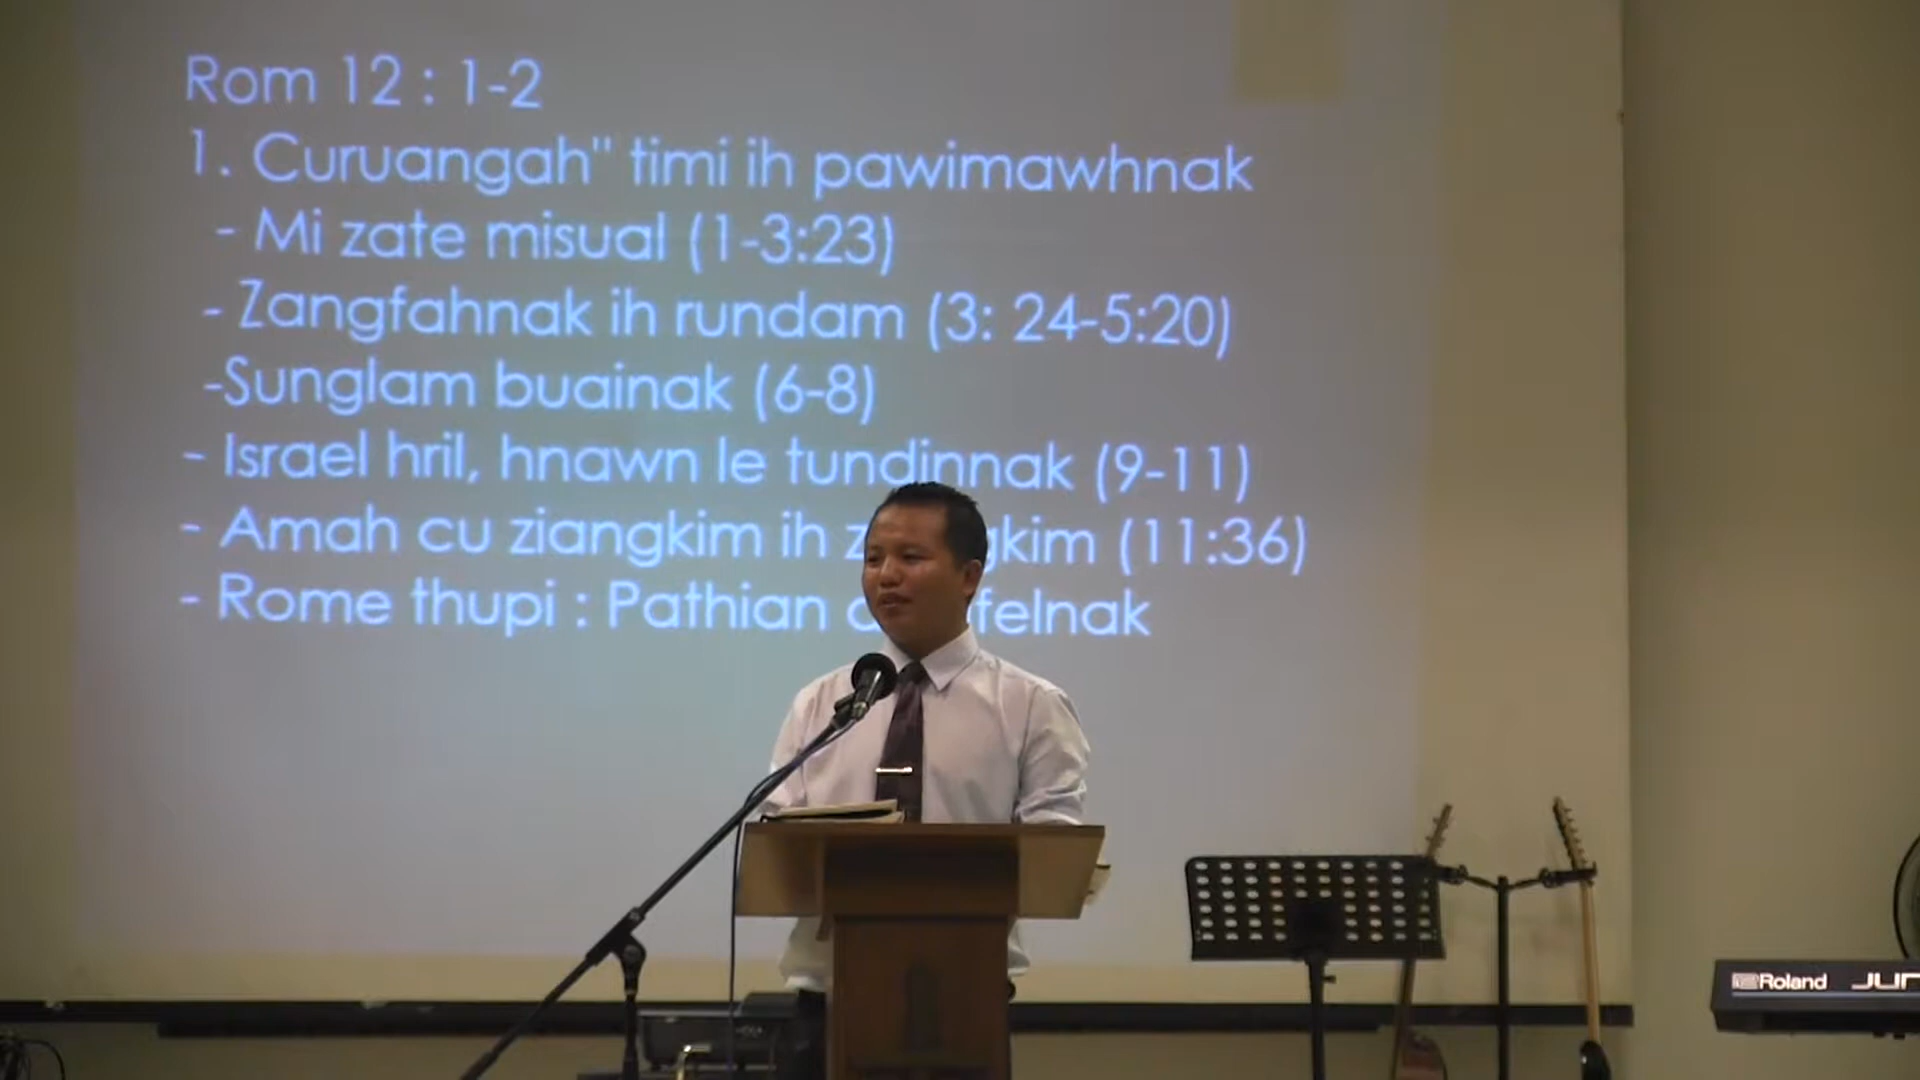 Rom 12 : 1-2
1. Curuangah" timi ih pawimawhnak
- Mi zate misual (1-3:23)
- Zangfahnak ih rundam (3: 24-5:20)
-Sunglam buainak (6-8)
- Israel hril, hnawn le tundinnak (9-11)
- Amah cu ziangkim ih (11:36)
- Rome thupi : Pathian
Roland